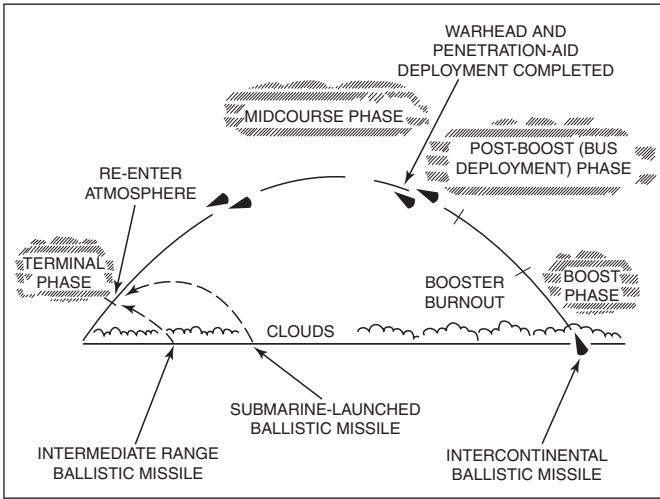 WARHEAD AND
PENETRATION-AID
DEPLOYMENT COMPLETED
MIDCOURSE PHASE
POST-BOOST (BUS
DEPLOYMENT) PHASE
RE-ENTER
ATMOSPHERE
TERMINAL
PHASE
BOOSTER
BURNOUT
BOOST
PHASE
CLOUDS
SUBMARINE-LAUNCHED
BALLISTIC MISSILE
INTERMEDIATE RANGE
BALLISTIC MISSILE
INTERCONTINENTAL
BALLISTIC MISSILE